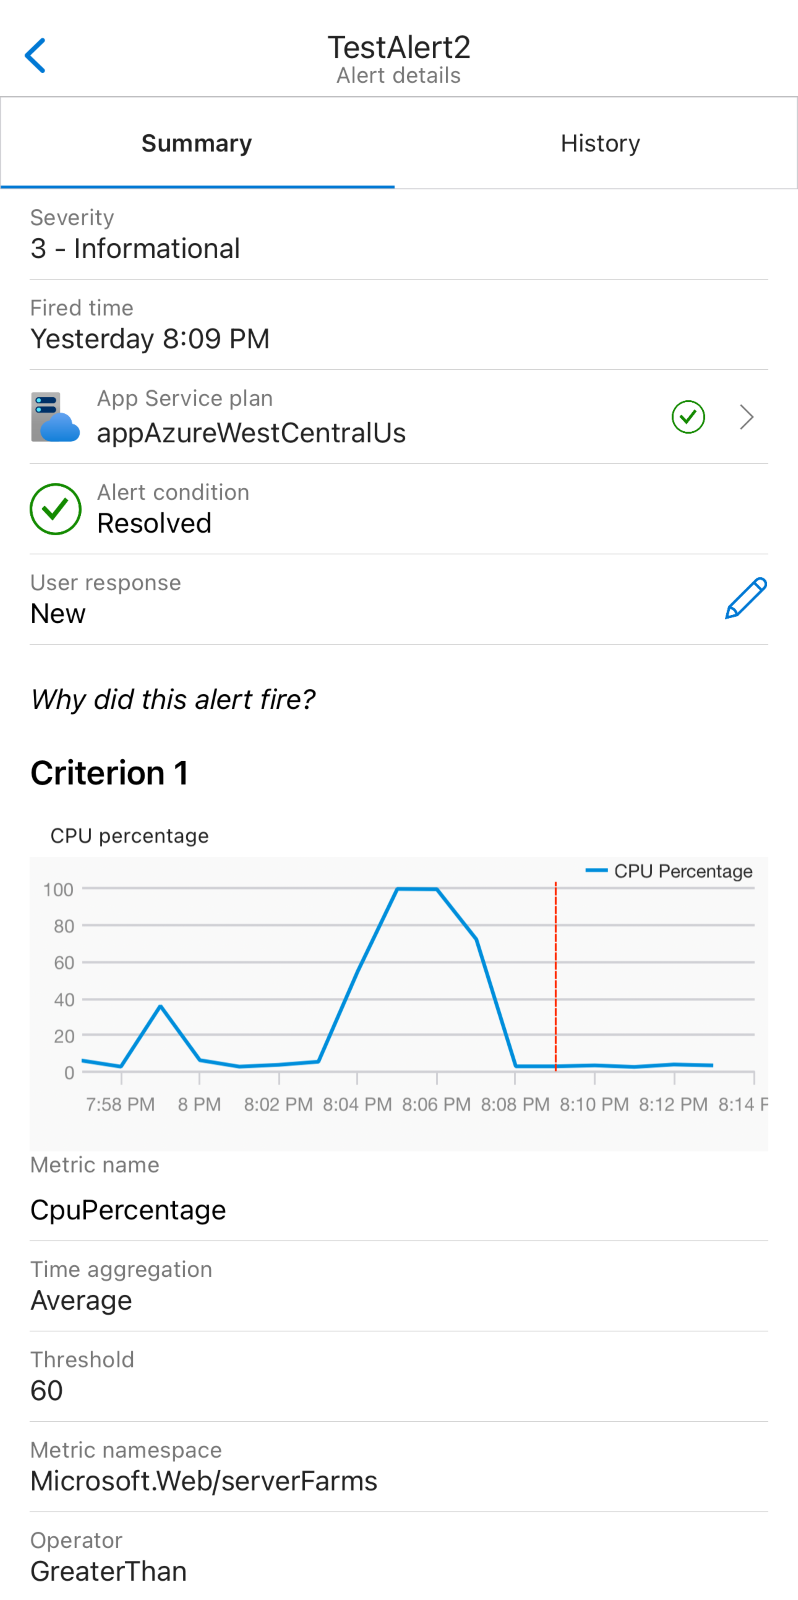 TestAlert2
Alert details
Summary
History
Severity
3 - Informational
Fired time
Yesterday 8:09 PM
App Service plan
appAzureWestCentralUs
Alert condition
Resolved
User response
New
Why did this alert fire?
Criterion 1
CPU percentage
CPU Percentage
100
80
60
40
20
0
7:58 PM 8 PM 8:02 PM 8:04 PM 8:06 PM 8:08 PM 8:10 PM 8:12 PM 8:14 P
Metric name
CpuPercentage
Time aggregation
Average
Threshold
60
Metric namespace
Microsoft.Web/serverFarms
Operator
GreaterThan